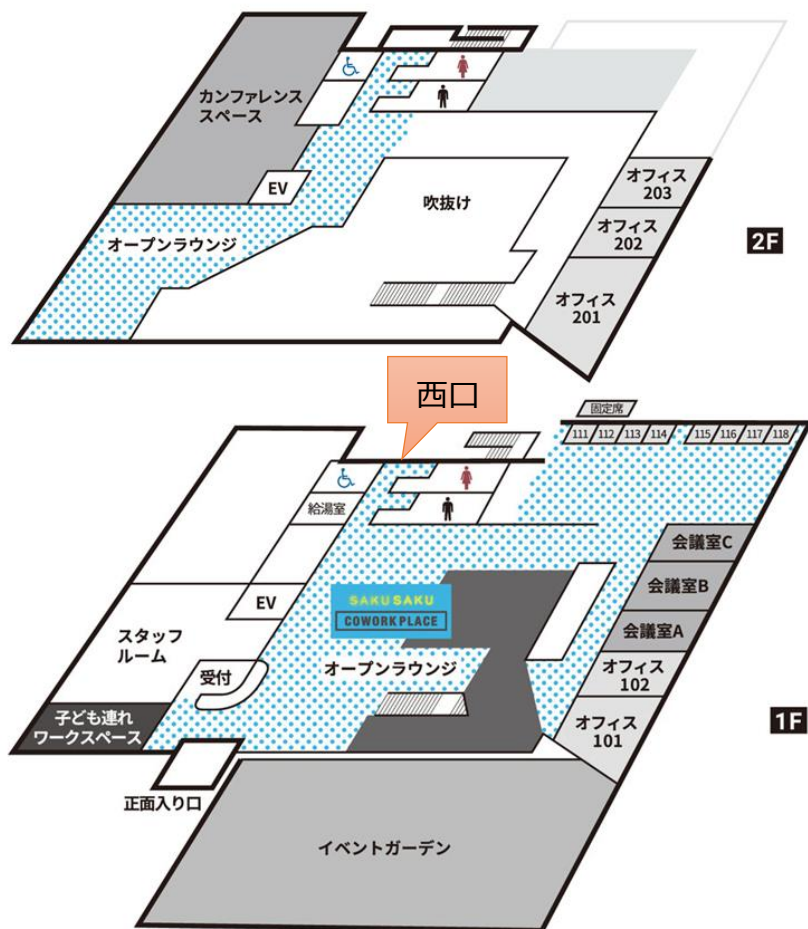 カンファレンス
スペース
EV
オープンラウンジ
吹抜け
オフィス
203
オフィス
202
オフィス
201
2F
西口
固定席
111
112
113
114
115
116
117
118
給湯室
会議室C
会議室B
会議室A
EV
SAKU SAKU
COWORK PLACE
スタッフ
ルーム
受付
オープンラウンジ
オフィス
102
オフィス
101
子ども連れ
ワークスペース
1F
正面入り口
イベントガーデン